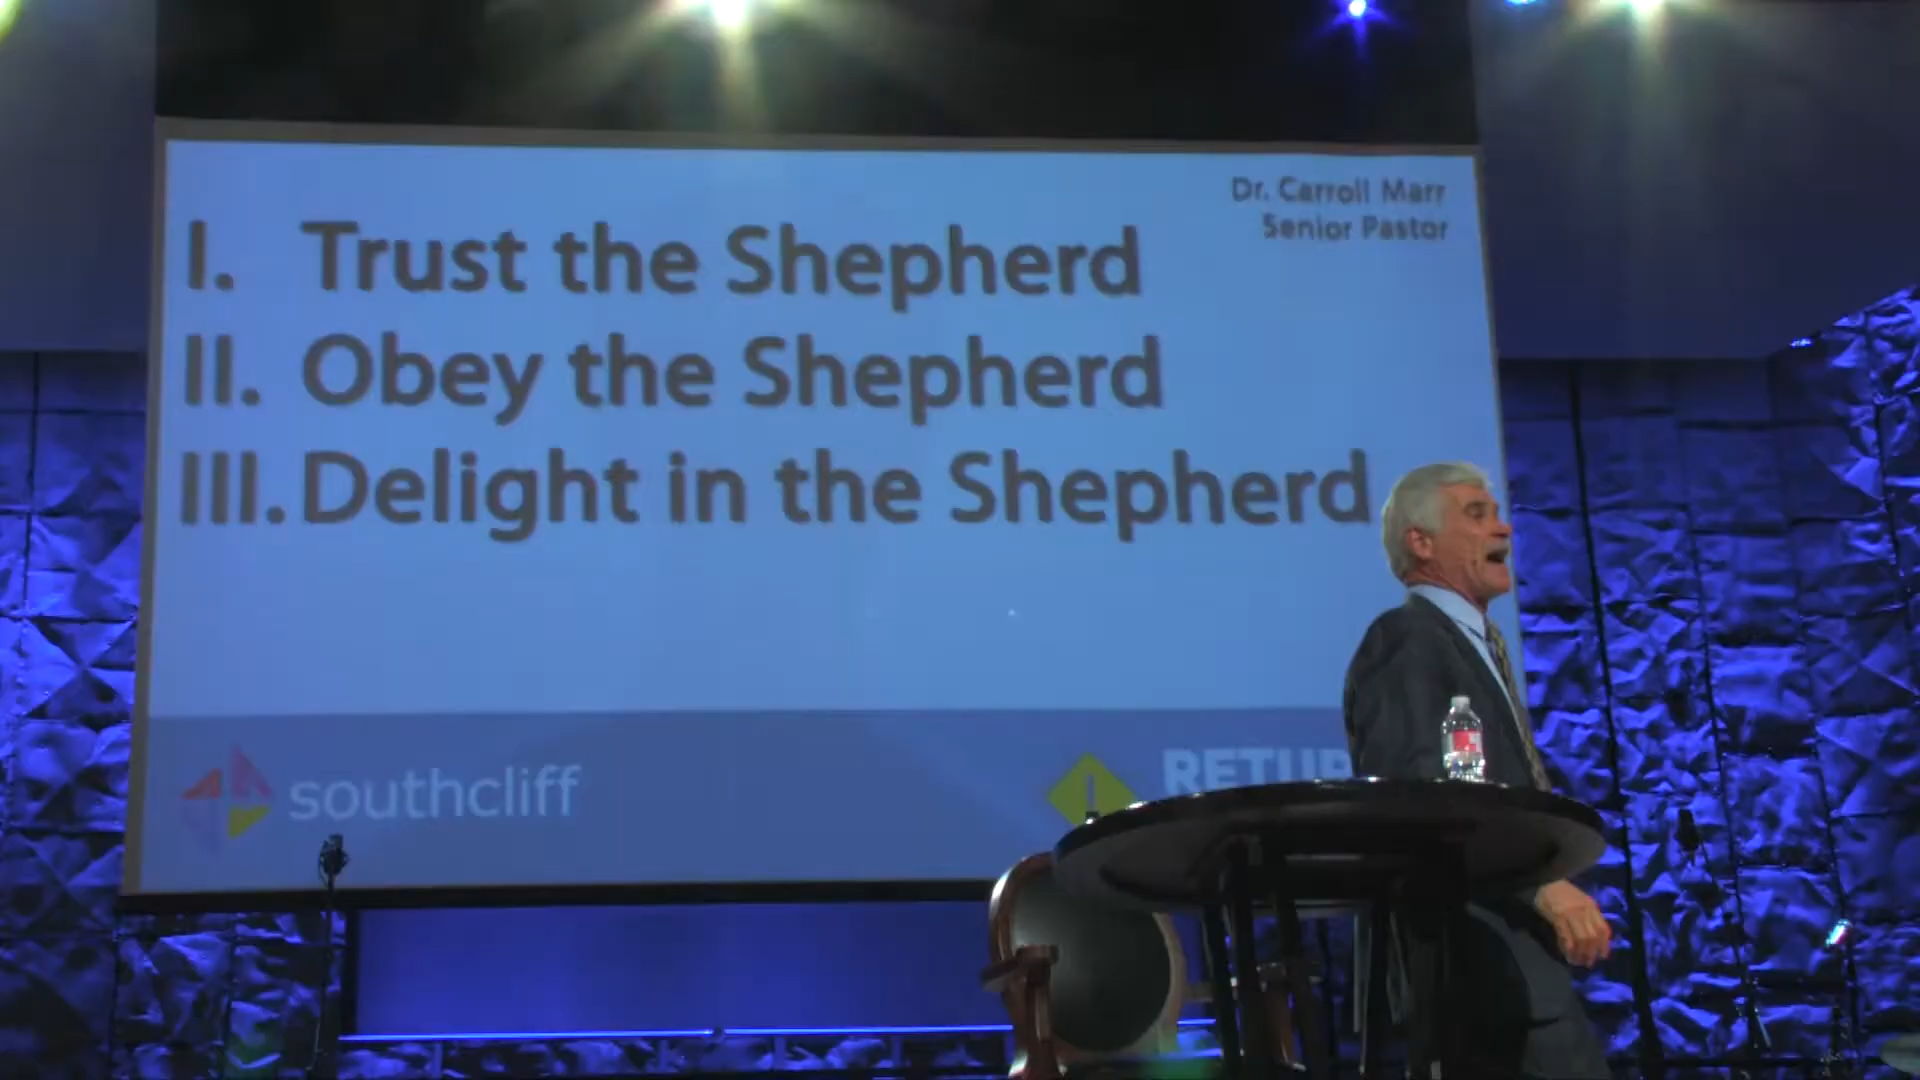 Dr. Carroll Marr
Senior Pastor
I. Trust the Shepherd
II. Obey the Shepherd
III. Delight in the Shepherd
southcliff